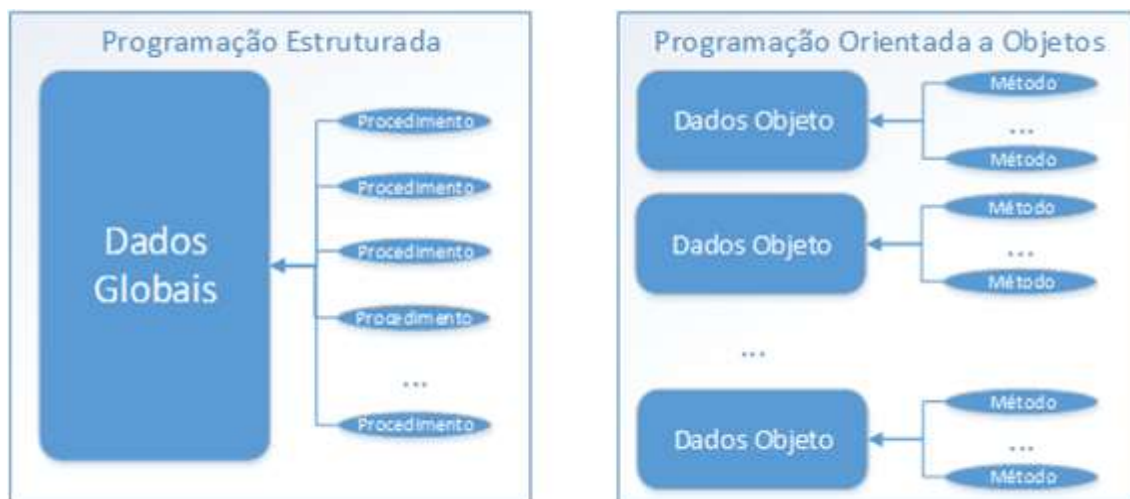 Programação Estruturada
Dados
Globais
Procedimento
Procedimento
Procedimento
Procedimento
...
Procedimento
Programação Orientada a Objetos
Dados Objeto
Método
...
Método
Dados Objeto
Método
...
Método
...
Dados Objeto
Método
...
Método